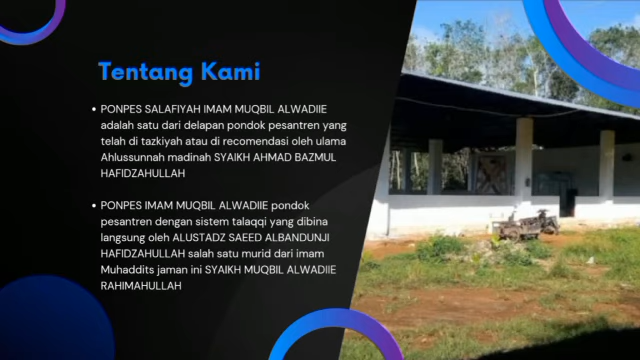 Tentang Kami
• PONPES SALAFIYAH IMAM MUQBIL ALWADIIE
adalah satu dari delapan pondok pesantren yang
telah di tazkiyah atau di recomendasi oleh ulama
Ahlussunnah madinah SYAIKH AHMAD BAZMUL
HAFIDZAHULLAH
• PONPES IMAM MUQBIL ALWADIIE pondok
pesantren dengan sistem talaqqi yang dibina
langsung oleh ALUSTADZ SAEED ALBANDUNJI
HAFIDZAHULLAH salah satu murid dari imam
Muhaddits jaman ini SYAIKH MUQBIL ALWADIIE
RAHIMAHULLAH